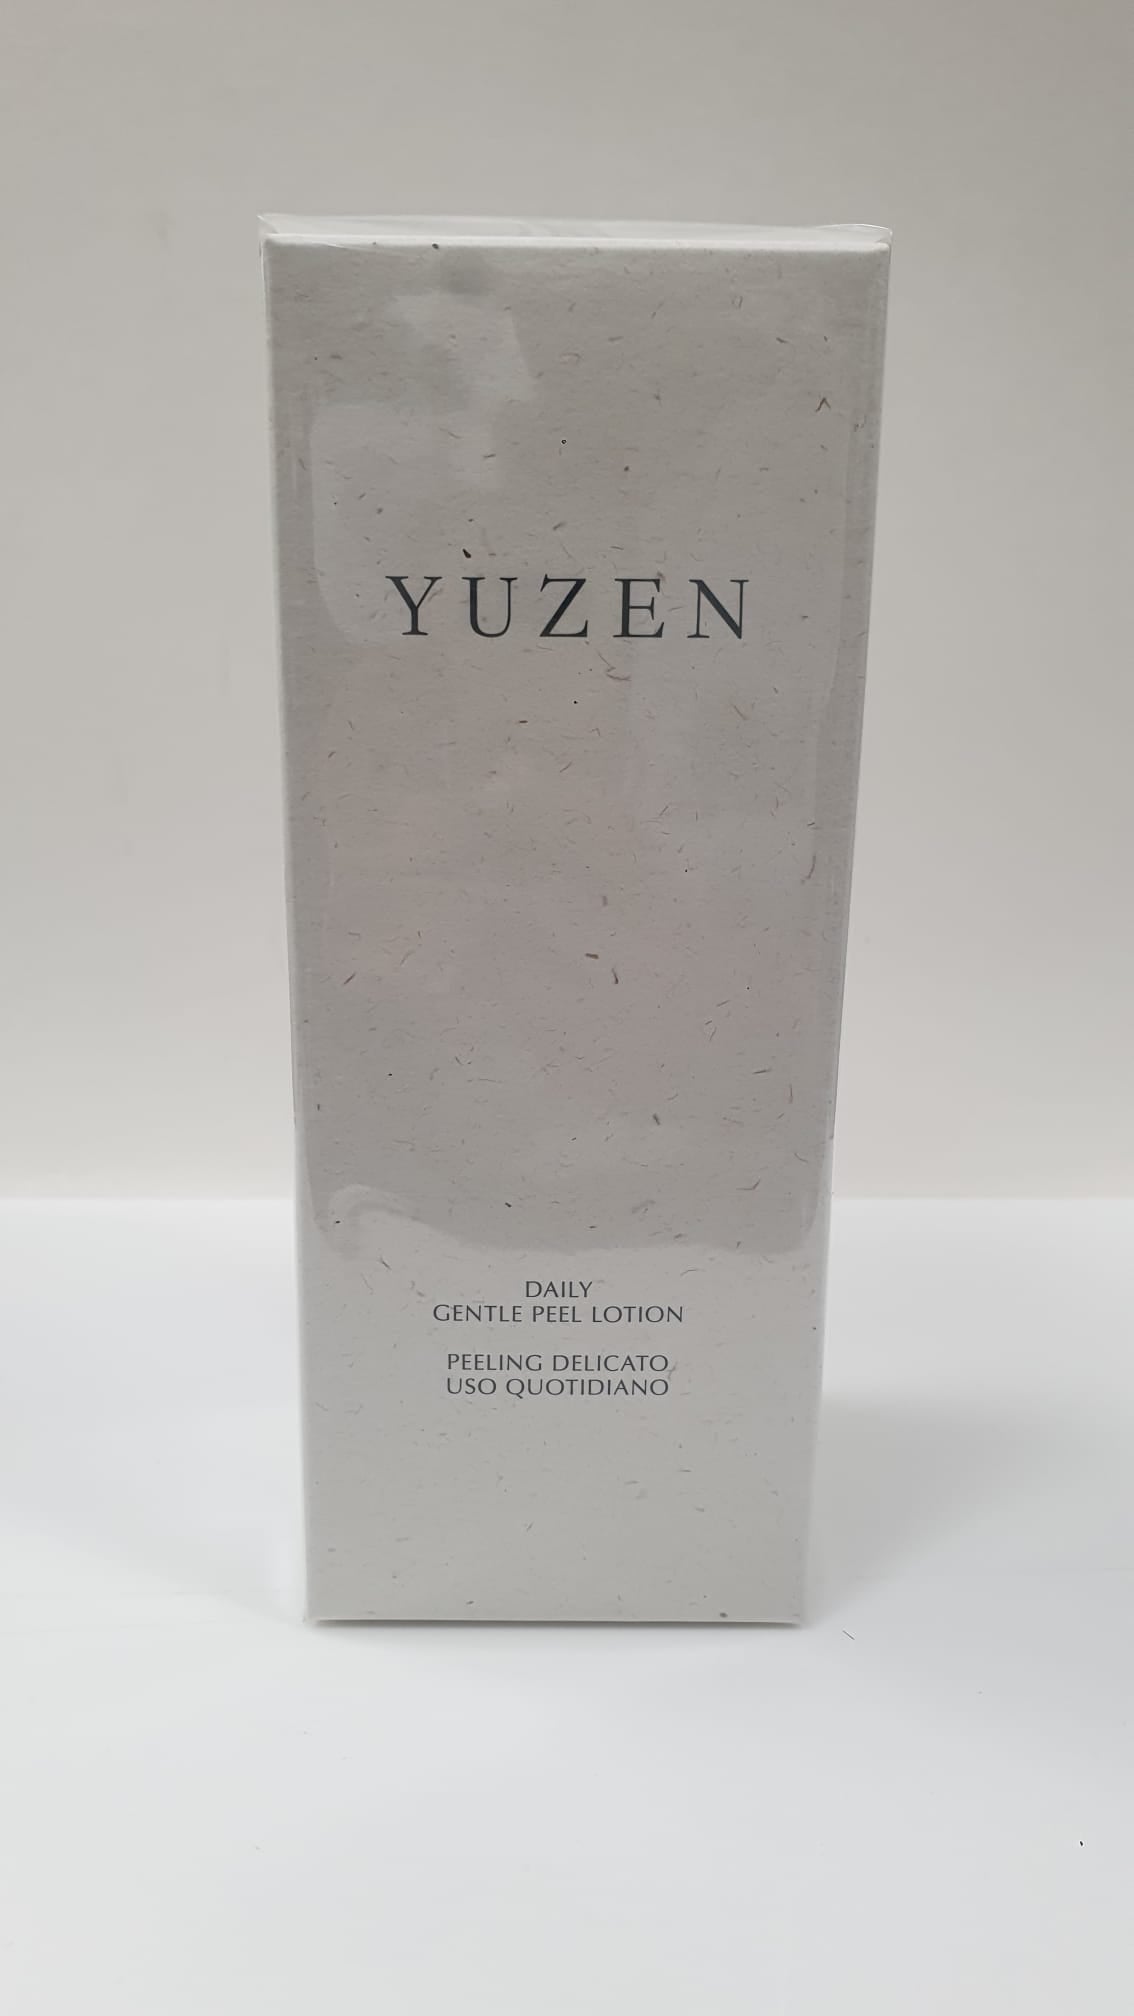 YUZEN
DAILY
GENTLE PEEL LOTION
PEELING DELICATO
USO QUOTIDIANO